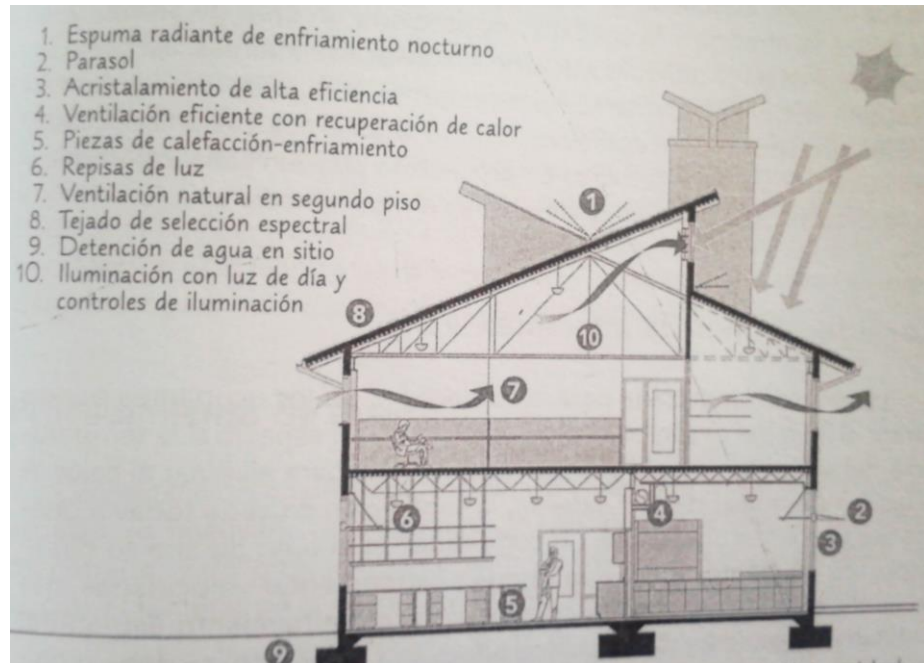 1. Espuma radiante de enfriamiento nocturno
2. Parasol
3. Acristalamiento de alta eficiencia
4. Ventilación eficiente con recuperación de calor
5. Piezas de calefacción-enfriamiento
6. Repisas de luz
7. Ventilación natural en segundo piso
8. Tejado de selección espectral
9. Detención de agua en sitio
10. Iluminación con luz de día y
controles de iluminación
1
8
10
7
6
4
2
3
5
9